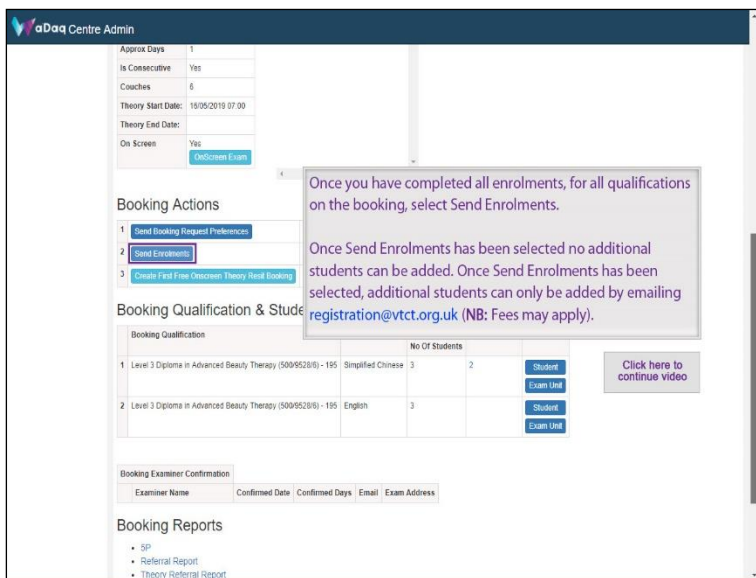 VaDaq Centre Admin
Approx Days 1
Is Consecutive Yes
Couches 6
Theory Start Date: 16/05/2019 07:00
Theory End Date:
On Screen Yes
OnScreen Exam
Once you have completed all enrolments, for all qualifications
on the booking, select Send Enrolments.
Once Send Enrolments has been selected no additional
students can be added. Once Send Enrolments has been
selected, additional students can only be added by emailing
registration@vtct.org.uk (NB: Fees may apply).
Booking Actions
1 Send Booking Request Preferences
2 Send Enrolments
3 Create First Free Onscreen Theory Resit Booking
Booking Qualification & Stude
Booking Qualification
No Of Students
1 Level 3 Diploma in Advanced Beauty Therapy (500/9528/6) - 195 Simplified Chinese 3 2 Student
Exam Unit
2 Level 3 Diploma in Advanced Beauty Therapy (500/9528/6) - 195 English 3 Student
Exam Unit
Click here to
continue video
Booking Examiner Confirmation
Examiner Name Confirmed Date Confirmed Days Email Exam Address
Booking Reports
5P
Referral Report
Theory Referral Report